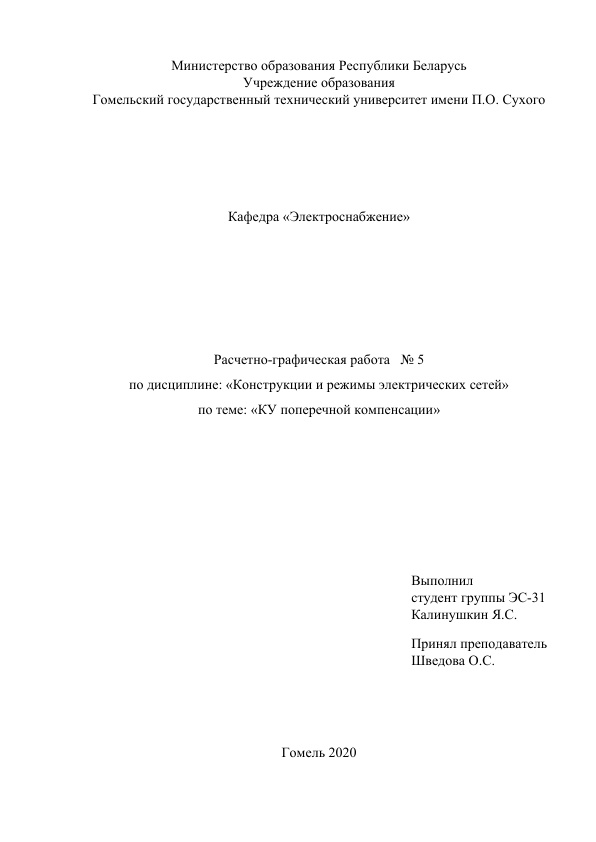 Министерство образования Республики Беларусь
Учреждение образования
Гомельский государственный технический университет имени П.О. Сухого
Кафедра «Электроснабжение»
Расчетно-графическая работа № 5
по дисциплине: «Конструкции и режимы электрических сетей»
по теме: «КУ поперечной компенсации»
Выполнил
студент группы ЭС-31
Калинушкин Я.С.
Принял преподаватель
Шведова О.С.
Гомель 2020